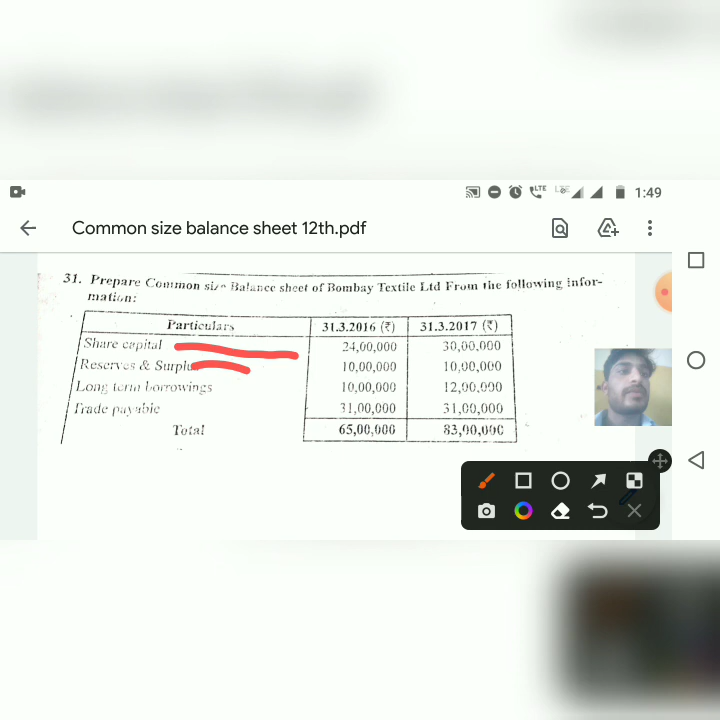 1:49
Common size balance sheet 12th.pdf
31. Prepare Common size Balance sheet of Bombay Textile Ltd From the following infor-
mation:
Particulars 31.3.2016 (₹) 31.3.2017 (₹)
Share capital 24,00,000 30,00,000
Reserves & Surplus 10,00,000 10,00,000
Long term borrowings 10,00,000 12,00,000
Trade payable 31,00,000 31,00,000
Total 65,00,000 83,00,000